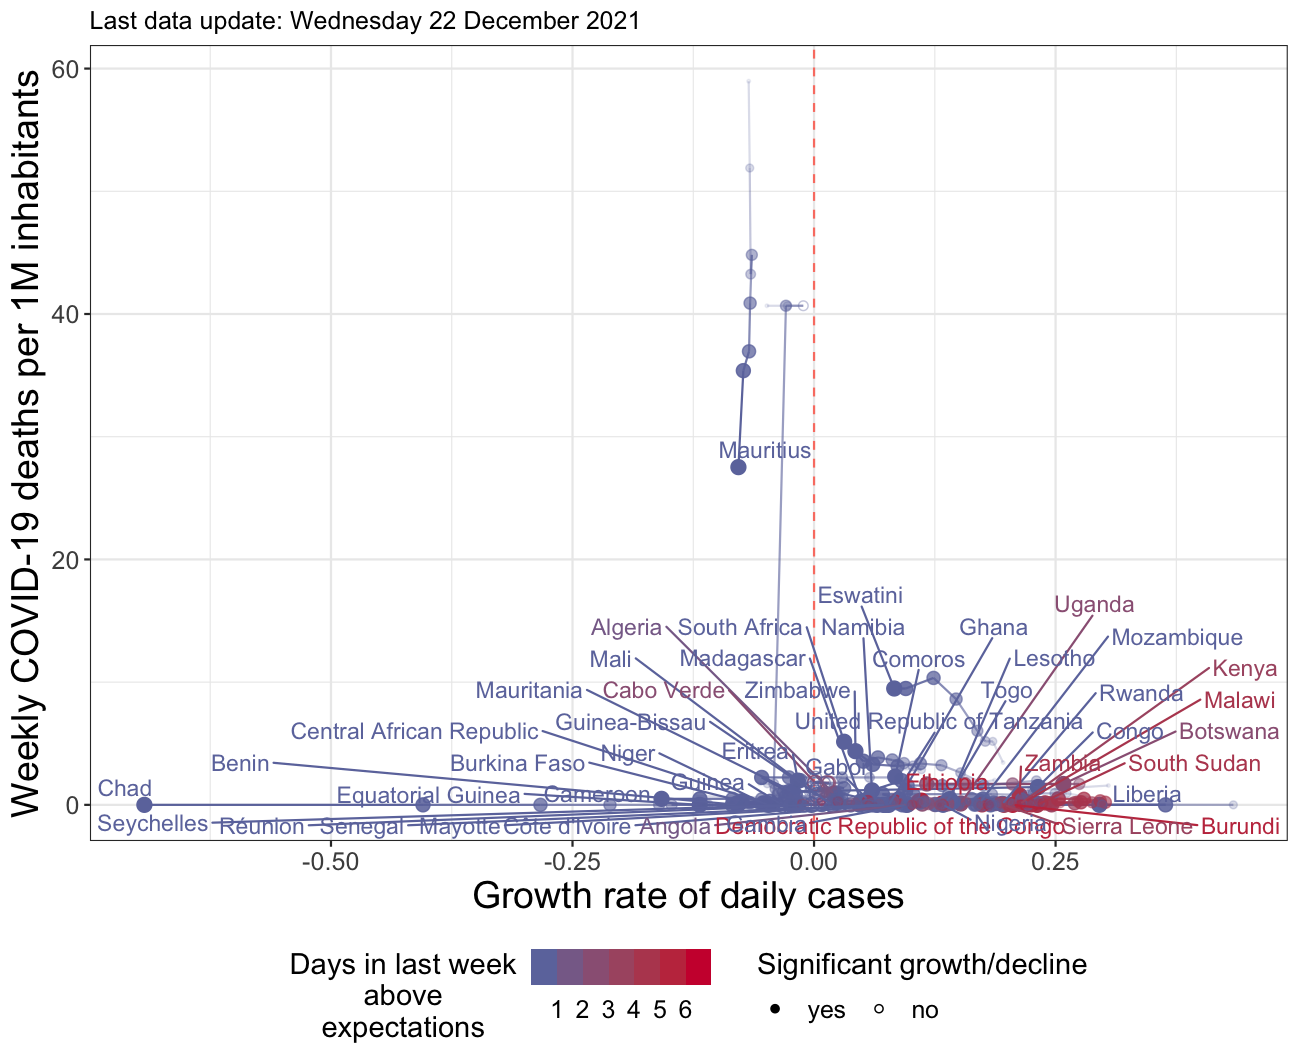 Last data update: Wednesday 22 December 2021
Weekly COVID-19 deaths per 1M inhabitants
60
40
20
0
Mauritius
Eswatini
Uganda
Algeria
South Africa
Namibia
Ghana
Mozambique
Mali
Madagascar
Comoros
Lesotho
Kenya
Mauritania
Cabo Verde
Zimbabwe
Togo
Rwanda
Malawi
Central African Republic
Guinea-Bissau
United Republic of Tanzania
Congo
Botswana
Benin
Burkina Faso
Niger
Eritrea
Gabon
Zambia
South Sudan
Chad
Equatorial Guinea
Cameroon
Guinea
Ethiopia
Liberia
Seychelles
Réunion
Senegal
Mayotte
Côte d'Ivoire
Angola
Democratic Republic of the Congo
Gambia
Nigeria
Sierra Leone
Burundi
-0.50
-0.25
0.00
0.25
Growth rate of daily cases
Days in last week
above
expectations
1 2 3 4 5 6
Significant growth/decline
yes
no